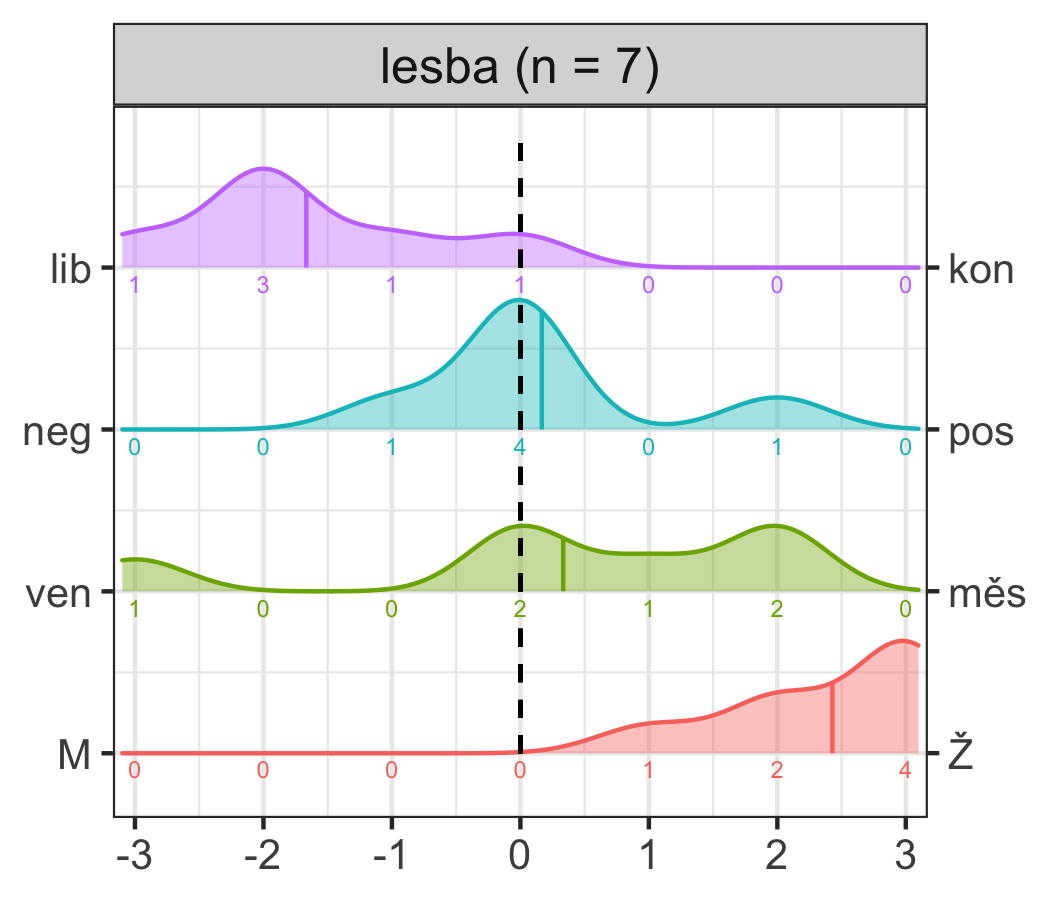 lesba (n = 7)
lib kon
1 3 1 1 0 0 0
neg pos
0 0 1 4 0 1 0
ven měs
1 0 0 2 1 2 0
M Ž
0 0 0 0 1 2 4
-3 -2 -1 0 1 2 3